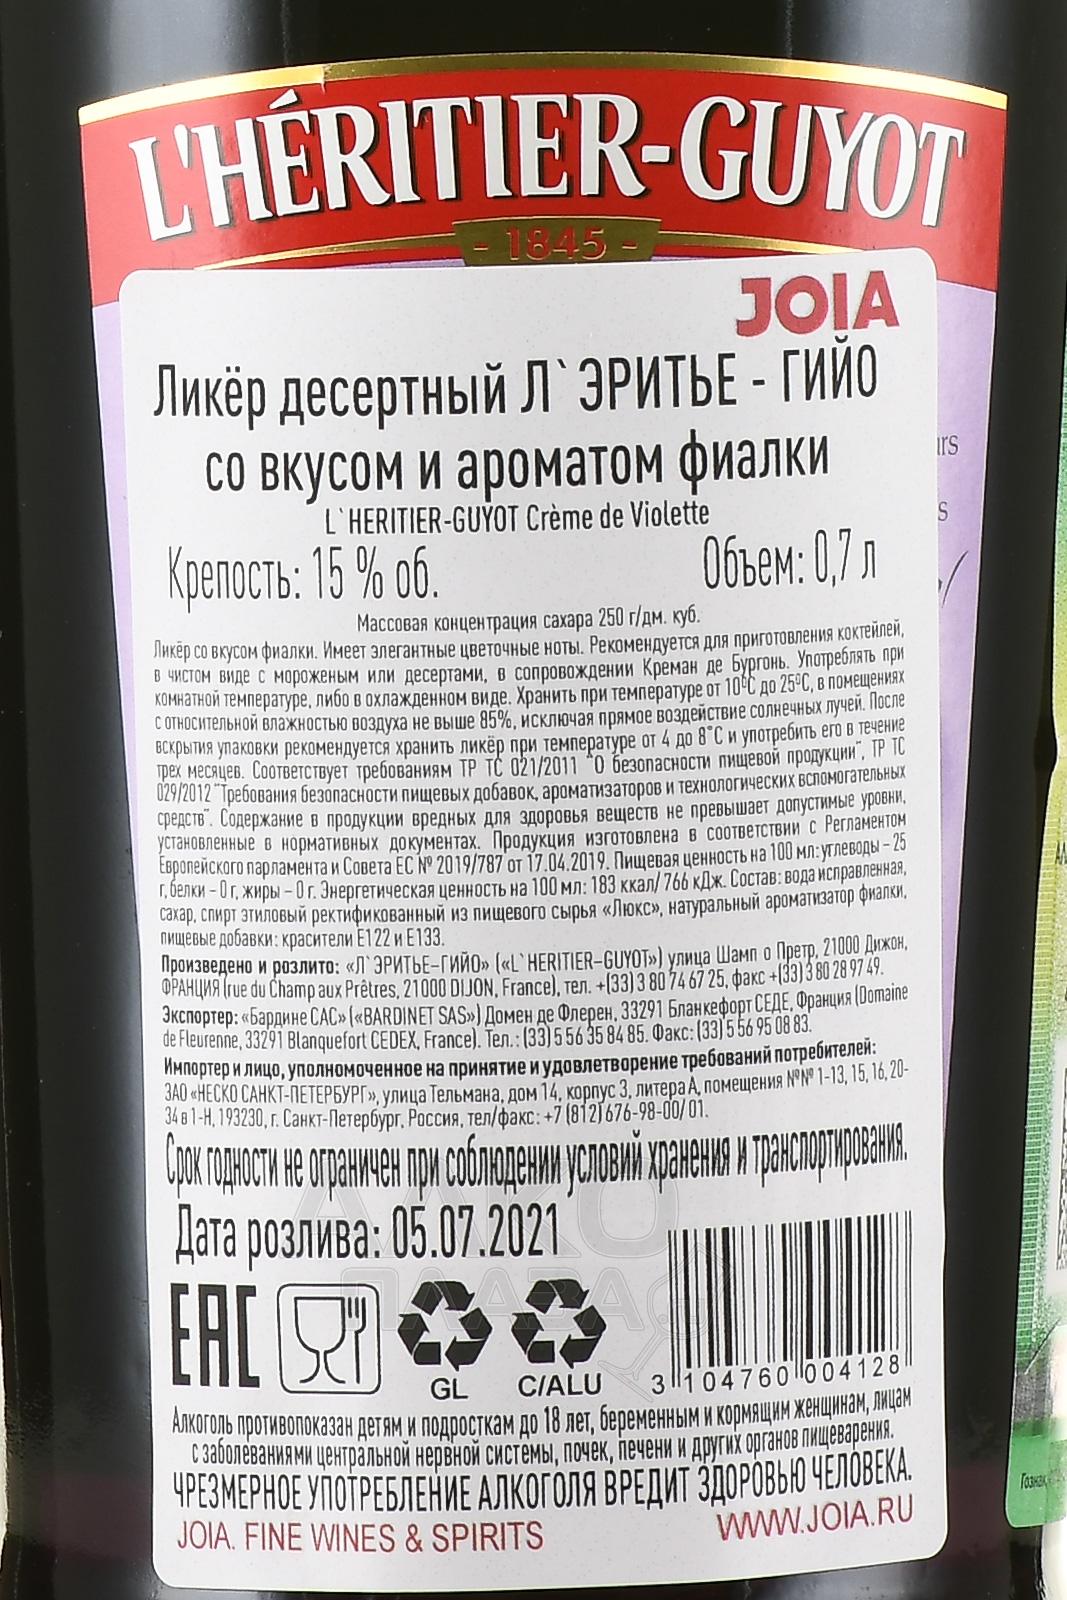 L'HÉRITIER-GUYOT
- 1845 -
JOIA
Ликёр десертный Л`ЭРИТЬЕ - ГИЙО
со вкусом и ароматом фиалки
L`HERITIER-GUYOT Crème de Violette
Крепость: 15 % об.
Объем: 0,7 л
Массовая концентрация сахара 250 г/дм. куб.
Ликёр со вкусом фиалки. Имеет элегантные цветочные ноты. Рекомендуется для приготовления коктейлей,
в чистом виде с мороженым или десертами, в сопровождении Креман де Бургонь. Употреблять при
комнатной температуре, либо в охлажденном виде. Хранить при температуре от 10ºС до 25ºС, в помещениях
с относительной влажностью воздуха не выше 85%, исключая прямое воздействие солнечных лучей. После
вскрытия упаковки рекомендуется хранить ликёр при температуре от 4 до 8°С и употребить его в течение
трех месяцев. Соответствует требованиям ТР ТС 021/2011 "О безопасности пищевой продукции", ТР ТС
029/2012 "Требования безопасности пищевых добавок, ароматизаторов и технологических вспомогательных
средств". Содержание в продукции вредных для здоровья веществ не превышает допустимые уровни,
установленные в нормативных документах. Продукция изготовлена в соответствии с Регламентом
Европейского парламента и Совета ЕС № 2019/787 от 17.04.2019. Пищевая ценность на 100 мл: углеводы – 25
г, белки – 0 г, жиры – 0 г. Энергетическая ценность на 100 мл: 183 ккал/ 766 кДж. Состав: вода исправленная,
сахар, спирт этиловый ректификованный из пищевого сырья «Люкс», натуральный ароматизатор фиалки,
пищевые добавки: красители Е122 и Е133.
Произведено и розлито: «Л`ЭРИТЬЕ–ГИЙО» («L`HERITIER–GUYOT») улица Шамп о Претр, 21000 Дижон,
ФРАНЦИЯ (rue du Champ aux Prêtres, 21000 DIJON, France), тел. +(33) 3 80 74 67 25, факс +(33) 3 80 28 97 49.
Экспортер: «Бардине САС» («BARDINET SAS») Домен де Флерен, 33291 Бланкефорт СЕДЕ, Франция (Domaine
de Fleurenne, 33291 Blanquefort CEDEX, France). Тел.: (33) 5 56 35 84 85. Факс: (33) 5 56 95 08 83.
Импортер и лицо, уполномоченное на принятие и удовлетворение требований потребителей:
ЗАО «НЕСКО САНКТ-ПЕТЕРБУРГ», улица Тельмана, дом 14, корпус 3, литера А, помещения №№ 1-13, 15, 16, 20-
34 в 1-Н, 193230, г. Санкт-Петербург, Россия, тел/факс: +7 (812) 676-98-00/ 01.
Срок годности не ограничен при соблюдении условий хранения и транспортирования.
Дата розлива: 05.07.2021
АЛКО
ПЛАЗА
EAC
GL
C/ALU
3 104760 004128
Алкоголь противопоказан детям и подросткам до 18 лет, беременным и кормящим женщинам, лицам
с заболеваниями центральной нервной системы, почек, печени и других органов пищеварения.
ЧРЕЗМЕРНОЕ УПОТРЕБЛЕНИЕ АЛКОГОЛЯ ВРЕДИТ ЗДОРОВЬЮ ЧЕЛОВЕКА.
JOIA. FINE WINES & SPIRITS
WWW.JOIA.RU